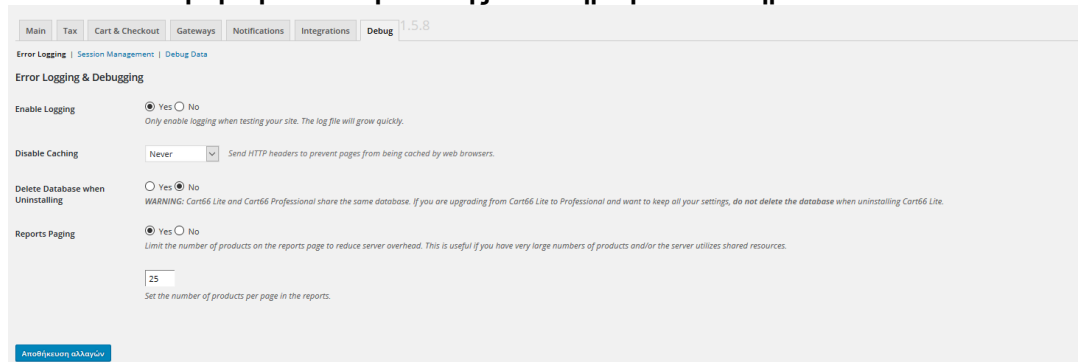 Main Tax Cart & Checkout Gateways Notifications Integrations Debug 1.5.8
Error Logging | Session Management | Debug Data
Error Logging & Debugging
Enable Logging Yes No
Only enable logging when testing your site. The log file will grow quickly.
Disable Caching Never Send HTTP headers to prevent pages from being cached by web browsers.
Delete Database when Uninstalling Yes No
WARNING: Cart66 Lite and Cart66 Professional share the same database. If you are upgrading from Cart66 Lite to Professional and want to keep all your settings, do not delete the database when uninstalling Cart66 Lite.
Reports Paging Yes No
Limit the number of products on the reports page to reduce server overhead. This is useful if you have very large numbers of products and/or the server utilizes shared resources.
25
Set the number of products per page in the reports.
Αποθήκευση αλλαγών